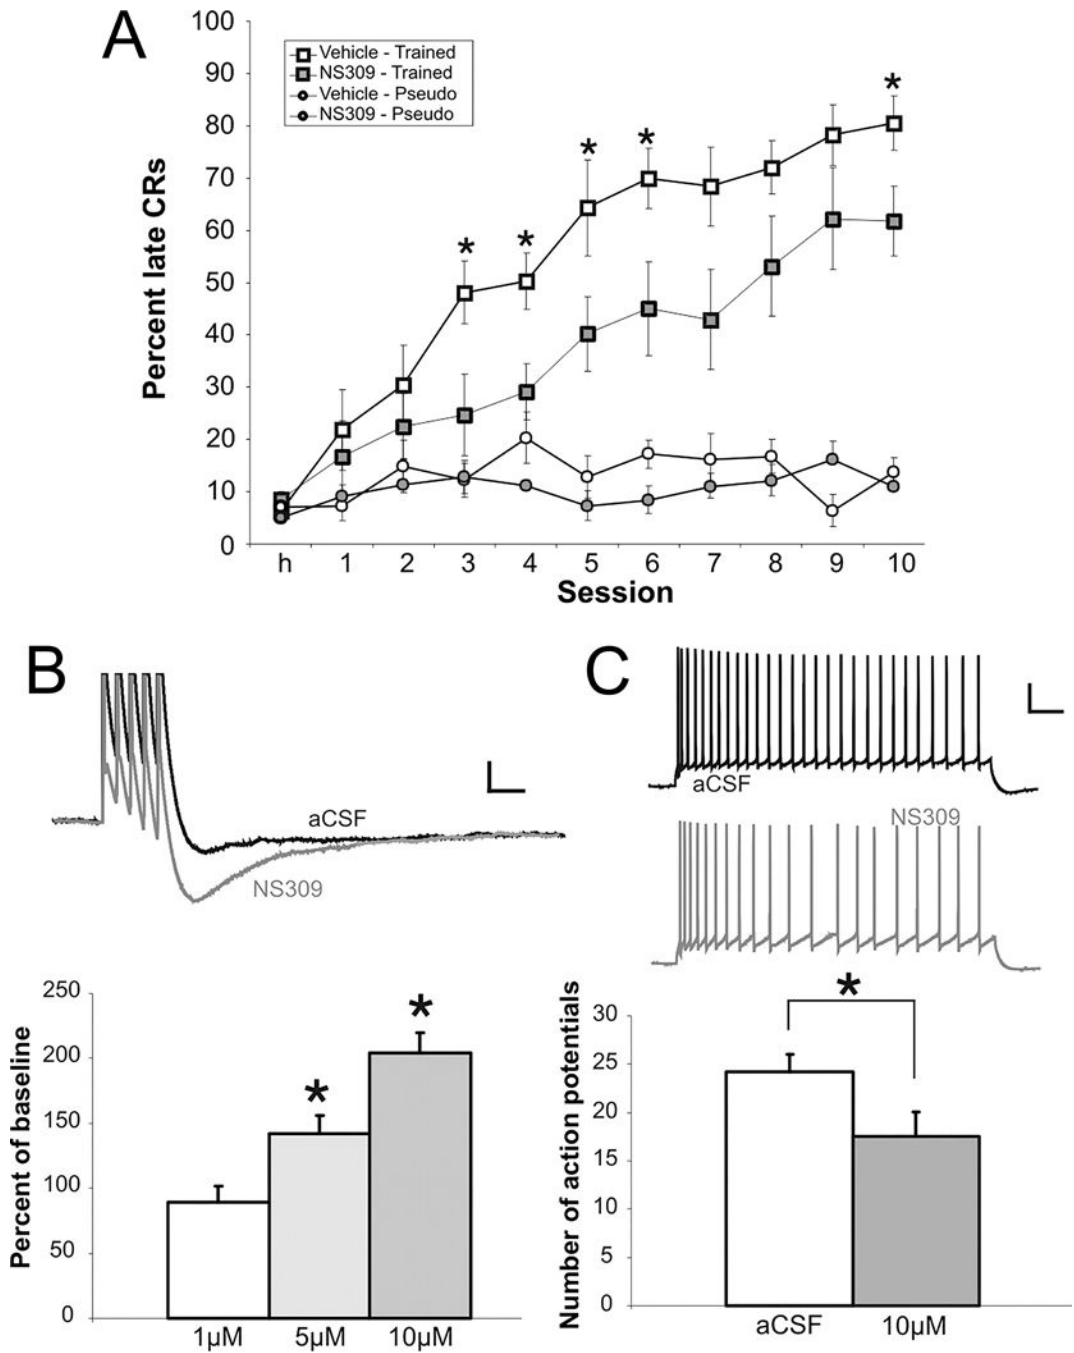 A
100
90
80
70
60
50
40
30
20
10
0
Percent late CRs
Vehicle - Trained
NS309 - Trained
Vehicle - Pseudo
NS309 - Pseudo
* * * * *
h 1 2 3 4 5 6 7 8 9 10
Session
B
aCSF
NS309
250
200
150
100
50
0
Percent of baseline
* *
1µM 5µM 10µM
C
aCSF
NS309
*
30
25
20
15
10
5
0
Number of action potentials
aCSF 10µM